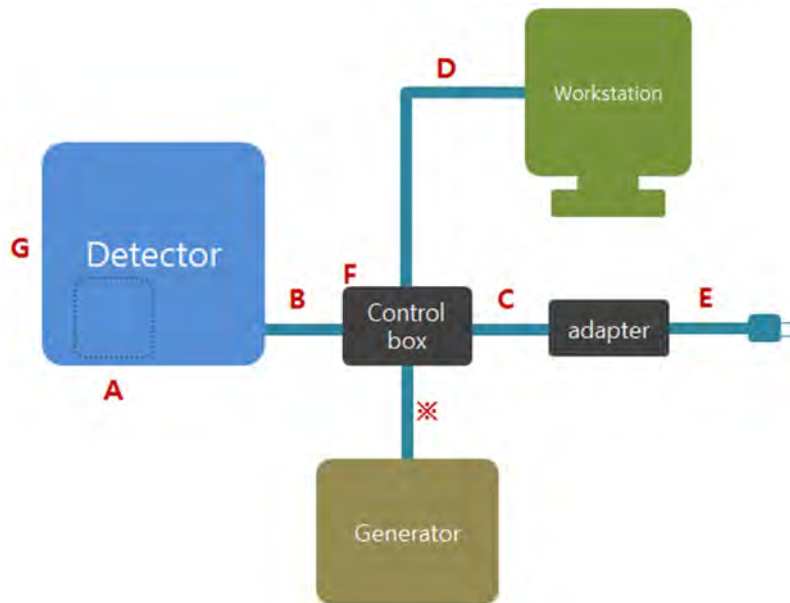 D
Workstation
G
Detector
A
B
F
Control
box
C
adapter
E
※
Generator